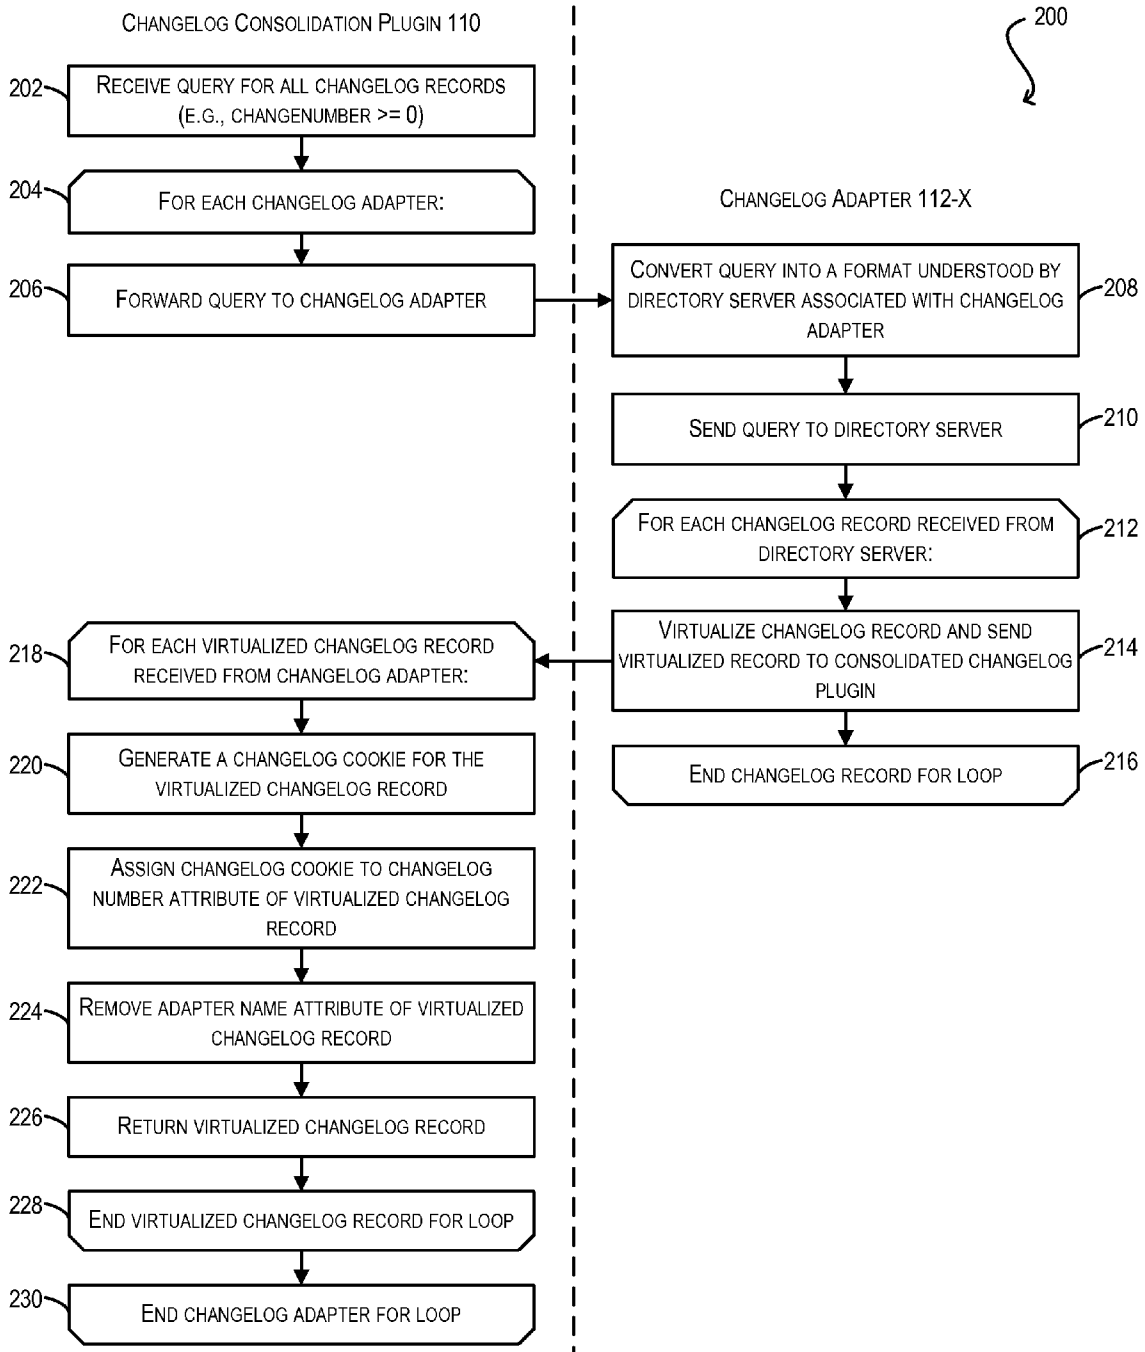 CHANGELOG CONSOLIDATION PLUGIN 110
200
202
RECEIVE QUERY FOR ALL CHANGELOG RECORDS
(E.G., CHANGENUMBER >= 0)
204
FOR EACH CHANGELOG ADAPTER:
206
FORWARD QUERY TO CHANGELOG ADAPTER
CHANGELOG ADAPTER 112-X
CONVERT QUERY INTO A FORMAT UNDERSTOOD BY
DIRECTORY SERVER ASSOCIATED WITH CHANGELOG
ADAPTER
208
SEND QUERY TO DIRECTORY SERVER
210
FOR EACH CHANGELOG RECORD RECEIVED FROM
DIRECTORY SERVER:
212
VIRTUALIZE CHANGELOG RECORD AND SEND
VIRTUALIZED RECORD TO CONSOLIDATED CHANGELOG
PLUGIN
214
END CHANGELOG RECORD FOR LOOP
216
218
FOR EACH VIRTUALIZED CHANGELOG RECORD
RECEIVED FROM CHANGELOG ADAPTER:
220
GENERATE A CHANGELOG COOKIE FOR THE
VIRTUALIZED CHANGELOG RECORD
222
ASSIGN CHANGELOG COOKIE TO CHANGELOG
NUMBER ATTRIBUTE OF VIRTUALIZED CHANGELOG
RECORD
224
REMOVE ADAPTER NAME ATTRIBUTE OF VIRTUALIZED
CHANGELOG RECORD
226
RETURN VIRTUALIZED CHANGELOG RECORD
228
END VIRTUALIZED CHANGELOG RECORD FOR LOOP
230
END CHANGELOG ADAPTER FOR LOOP